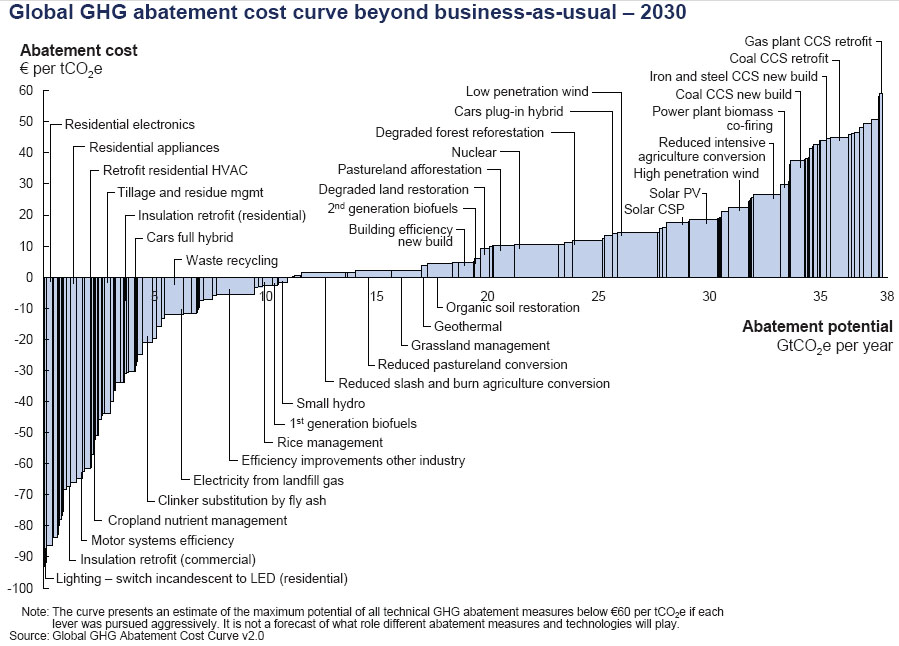 Global GHG abatement cost curve beyond business-as-usual – 2030
Abatement cost
€ per tCO2e
60
50
40
30
20
10
0
-10
-20
-30
-40
-50
-60
-70
-80
-90
-100
Gas plant CCS retrofit
Coal CCS retrofit
Iron and steel CCS new build
Coal CCS new build
Power plant biomass
co-firing
Reduced intensive
agriculture conversion
High penetration wind
Solar PV
Solar CSP
Low penetration wind
Cars plug-in hybrid
Degraded forest reforestation
Nuclear
Pastureland afforestation
Degraded land restoration
2nd generation biofuels
Building efficiency
new build
Residential electronics
Residential appliances
Retrofit residential HVAC
Tillage and residue mgmt
Insulation retrofit (residential)
Cars full hybrid
Waste recycling
5
10
15
20
25
30
35
38
Abatement potential
GtCO2e per year
Organic soil restoration
Geothermal
Grassland management
Reduced pastureland conversion
Reduced slash and burn agriculture conversion
Small hydro
1st generation biofuels
Rice management
Efficiency improvements other industry
Electricity from landfill gas
Clinker substitution by fly ash
Cropland nutrient management
Motor systems efficiency
Insulation retrofit (commercial)
Lighting – switch incandescent to LED (residential)
Note: The curve presents an estimate of the maximum potential of all technical GHG abatement measures below €60 per tCO2e if each
lever was pursued aggressively. It is not a forecast of what role different abatement measures and technologies will play.
Source: Global GHG Abatement Cost Curve v2.0